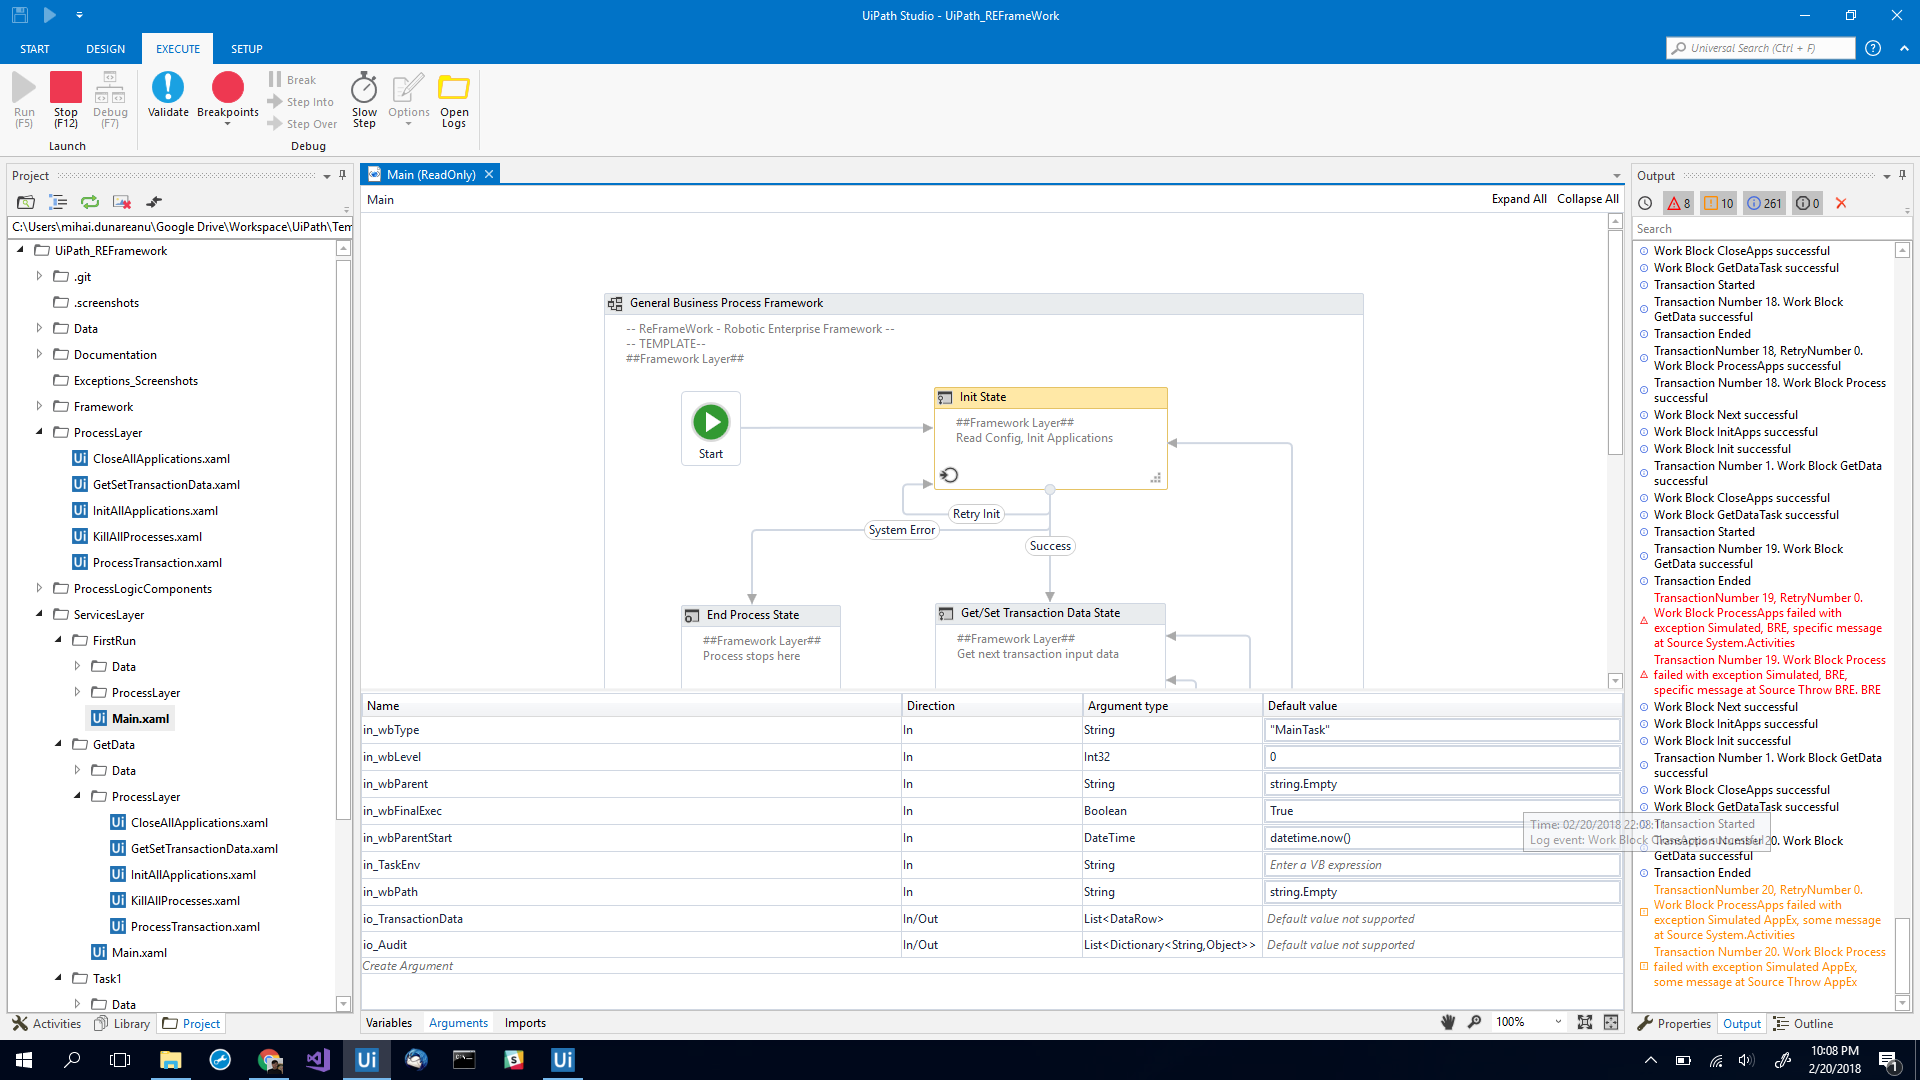 UiPath Studio - UiPath_REFrameWork
START
DESIGN
EXECUTE
SETUP
Universal Search (Ctrl + F)
Run
(F5)
Stop
(F12)
Debug
(F7)
Launch
Validate
Breakpoints
Break
Step Into
Step Over
Slow
Step
Options
Open
Logs
Debug
Project
C:\Users\mihai.dunareanu\Google Drive\Workspace\UiPath\Tem
UiPath_REFramework
.git
.screenshots
Data
Documentation
Exceptions_Screenshots
Framework
ProcessLayer
CloseAllApplications.xaml
GetSetTransactionData.xaml
InitAllApplications.xaml
KillAllProcesses.xaml
ProcessTransaction.xaml
ProcessLogicComponents
ServicesLayer
FirstRun
Data
ProcessLayer
Main.xaml
GetData
Data
ProcessLayer
CloseAllApplications.xaml
GetSetTransactionData.xaml
InitAllApplications.xaml
KillAllProcesses.xaml
ProcessTransaction.xaml
Main.xaml
Task1
Data
Activities
Library
Project
Main (ReadOnly)
Main
Expand All
Collapse All
General Business Process Framework
-- ReFrameWork - Robotic Enterprise Framework --
-- TEMPLATE--
##Framework Layer##
Start
Init State
##Framework Layer##
Read Config, Init Applications
Retry Init
System Error
Success
End Process State
##Framework Layer##
Process stops here
Get/Set Transaction Data State
##Framework Layer##
Get next transaction input data
Name Direction Argument type Default value
in_wbType In String "MainTask"
in_wbLevel In Int32 0
in_wbParent In String string.Empty
in_wbFinalExec In Boolean True
in_wbParentStart In DateTime datetime.now()
in_TaskEnv In String Enter a VB expression
in_wbPath In String string.Empty
io_TransactionData In/Out List<DataRow> Default value not supported
io_Audit In/Out List<Dictionary<String,Object>> Default value not supported
Create Argument
Variables
Arguments
Imports
100%
Output
8
10
261
0
Search
Work Block CloseApps successful
Work Block GetDataTask successful
Transaction Started
Transaction Number 18. Work Block
GetData successful
Transaction Ended
TransactionNumber 18, RetryNumber 0.
Work Block ProcessApps successful
Transaction Number 18. Work Block Process
successful
Work Block Next successful
Work Block InitApps successful
Work Block Init successful
Transaction Number 1. Work Block GetData
successful
Work Block CloseApps successful
Work Block GetDataTask successful
Transaction Started
Transaction Number 19. Work Block
GetData successful
Transaction Ended
TransactionNumber 19, RetryNumber 0.
Work Block ProcessApps failed with
exception Simulated, BRE, specific message
at Source System.Activities
Transaction Number 19. Work Block Process
failed with exception Simulated, BRE,
specific message at Source Throw BRE. BRE
Work Block Next successful
Work Block InitApps successful
Work Block Init successful
Transaction Number 1. Work Block GetData
successful
Work Block CloseApps successful
Work Block GetDataTask successful
Transaction Started
Transaction Number 20. Work Block
GetData successful
Time: 02/20/2018 22:08:
Log event: Work Block CloseApps successful
Transaction Ended
TransactionNumber 20, RetryNumber 0.
Work Block ProcessApps failed with
exception Simulated AppEx, some message
at Source System.Activities
Transaction Number 20. Work Block Process
failed with exception Simulated AppEx,
some message at Source Throw AppEx
Properties
Output
Outline
10:08 PM
2/20/2018
1